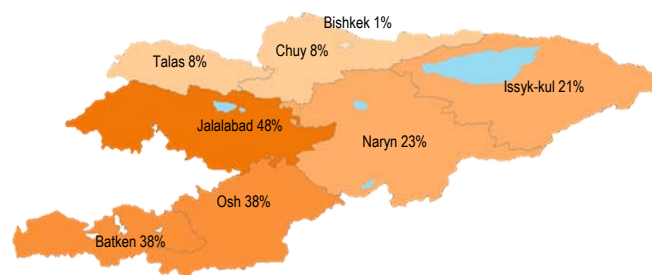 Bishkek 1%
Chuy 8%
Talas 8%
Issyk-kul 21%
Jalalabad 48%
Naryn 23%
Osh 38%
Batken 38%